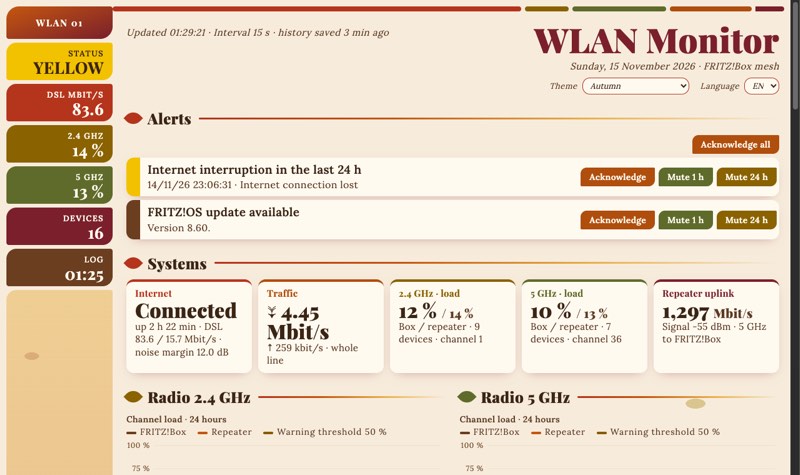 WLAN 01
STATUS
YELLOW
DSL MBIT/S
83.6
2.4 GHZ
14 %
5 GHZ
13 %
DEVICES
16
LOG
01:25
Updated 01:29:21 · Interval 15 s · history saved 3 min ago
WLAN Monitor
Sunday, 15 November 2026 · FRITZ!Box mesh
Theme Autumn Language EN
Alerts
Acknowledge all
Internet interruption in the last 24 h
14/11/26 23:06:31 · Internet connection lost
Acknowledge Mute 1 h Mute 24 h
FRITZ!OS update available
Version 8.60.
Acknowledge Mute 1 h Mute 24 h
Systems
Internet
Connected
up 2 h 22 min · DSL
83.6 / 15.7 Mbit/s ·
noise margin 12.0 dB
Traffic
↓ 4.45
Mbit/s
↑ 259 kbit/s · whole
line
2.4 GHz · load
12 % / 14 %
Box / repeater · 9
devices · channel 1
5 GHz · load
10 % / 13 %
Box / repeater · 7
devices · channel 36
Repeater uplink
1,297 Mbit/s
Signal -55 dBm · 5 GHz
to FRITZ!Box
Radio 2.4 GHz
Channel load · 24 hours
FRITZ!Box Repeater Warning threshold 50 %
100 %
75 %
Radio 5 GHz
Channel load · 24 hours
FRITZ!Box Repeater Warning threshold 50 %
100 %
75 %